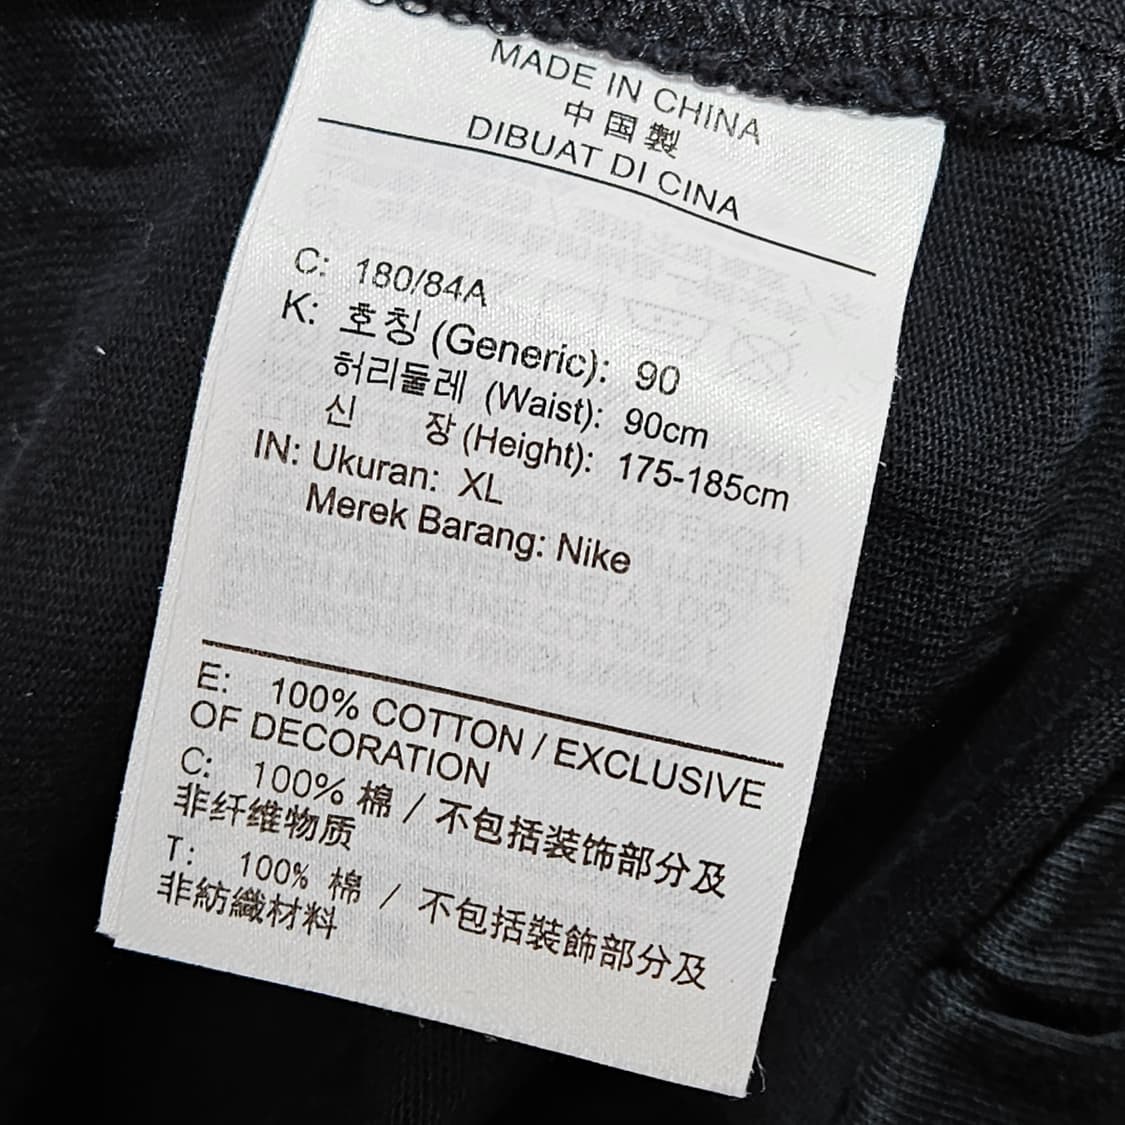 MADE IN CHINA
中国製
DIBUAT DI CINA
C: 180/84A
K: 호칭 (Generic): 90
허리둘레 (Waist): 90cm
신 장 (Height): 175-185cm
IN: Ukuran: XL
Merek Barang: Nike
E: 100% COTTON / EXCLUSIVE
OF DECORATION
C: 100% 棉 / 不包括装饰部分及
非纤维物质
T: 100% 棉 / 不包括裝飾部分及
非紡織材料